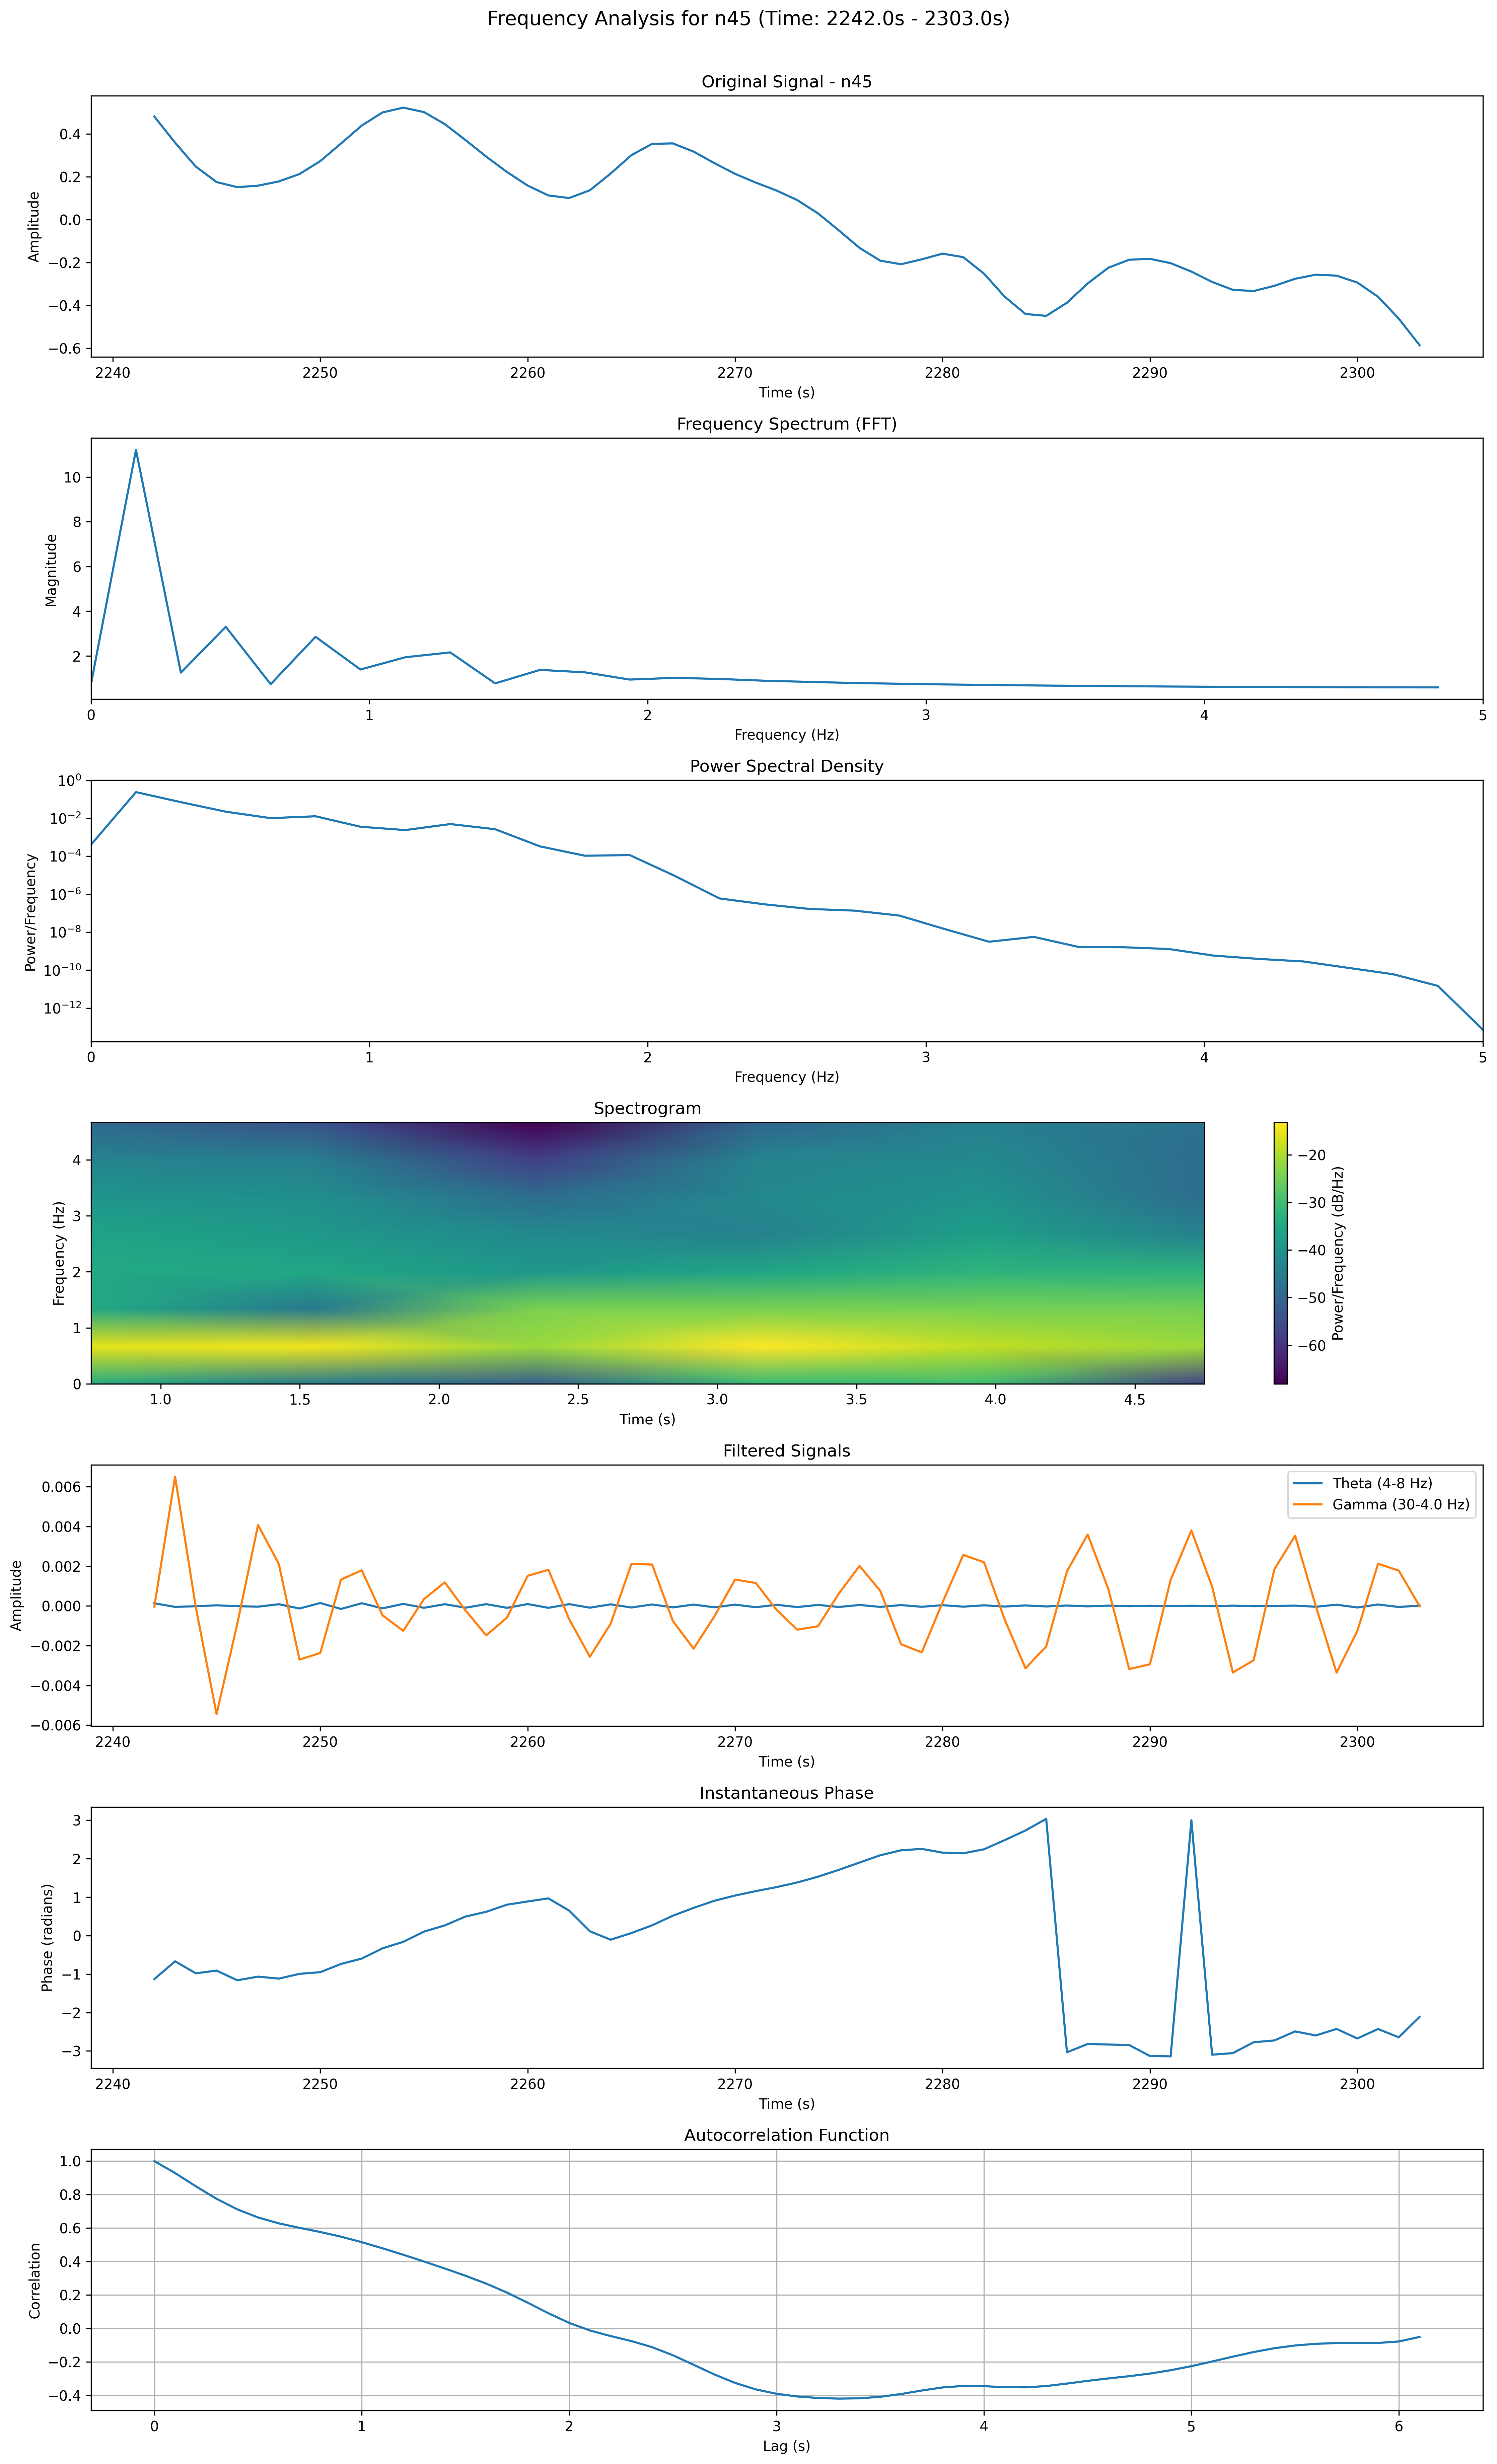 Frequency Analysis for n45 (Time: 2242.0s - 2303.0s)
Original Signal - n45
Amplitude
0.4
0.2
0.0
−0.2
−0.4
−0.6
2240 2250 2260 2270 2280 2290 2300
Time (s)
Frequency Spectrum (FFT)
Magnitude
10
8
6
4
2
0 1 2 3 4 5
Frequency (Hz)
Power Spectral Density
Power/Frequency
10⁰
10⁻²
10⁻⁴
10⁻⁶
10⁻⁸
10⁻¹⁰
10⁻¹²
0 1 2 3 4 5
Frequency (Hz)
Spectrogram
Frequency (Hz)
4
3
2
1
0
1.0 1.5 2.0 2.5 3.0 3.5 4.0 4.5
Time (s)
−20
−30
−40
−50
−60
Power/Frequency (dB/Hz)
Filtered Signals
Theta (4-8 Hz)
Gamma (30-4.0 Hz)
Amplitude
0.006
0.004
0.002
0.000
−0.002
−0.004
−0.006
2240 2250 2260 2270 2280 2290 2300
Time (s)
Instantaneous Phase
Phase (radians)
3
2
1
0
−1
−2
−3
2240 2250 2260 2270 2280 2290 2300
Time (s)
Autocorrelation Function
Correlation
1.0
0.8
0.6
0.4
0.2
0.0
−0.2
−0.4
0 1 2 3 4 5 6
Lag (s)